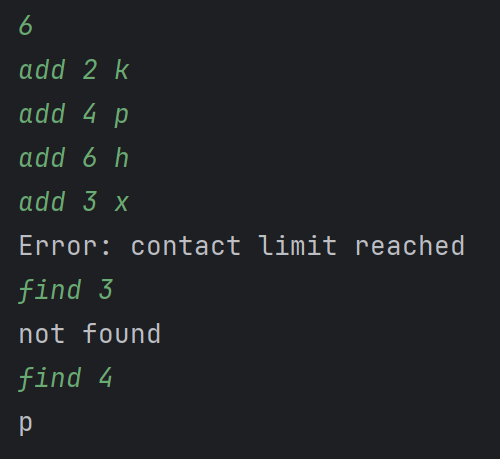 6
add 2 k
add 4 p
add 6 h
add 3 x
Error: contact limit reached
find 3
not found
find 4
p